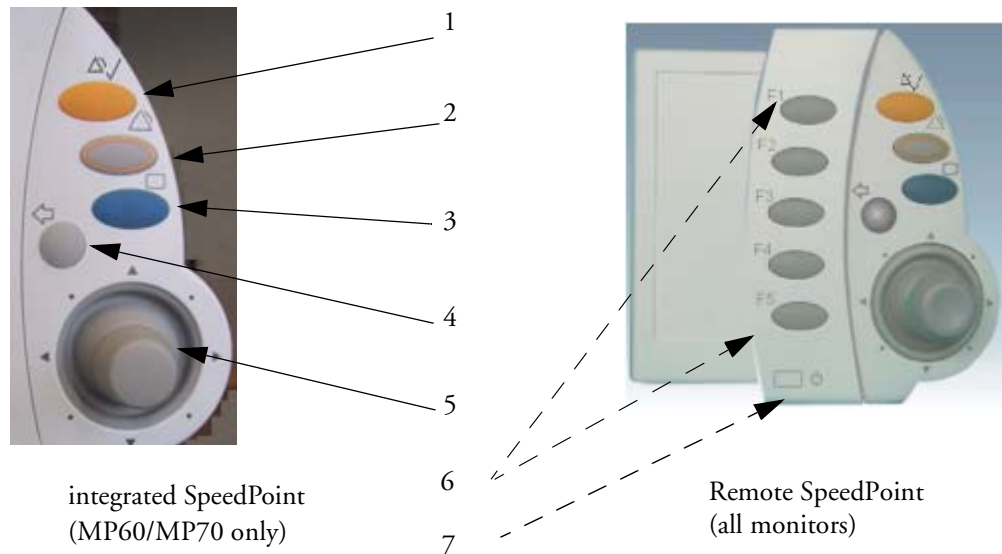 1
2
3
4
5
6
7
F1
F2
F3
F4
F5
integrated SpeedPoint
(MP60/MP70 only)
Remote SpeedPoint
(all monitors)